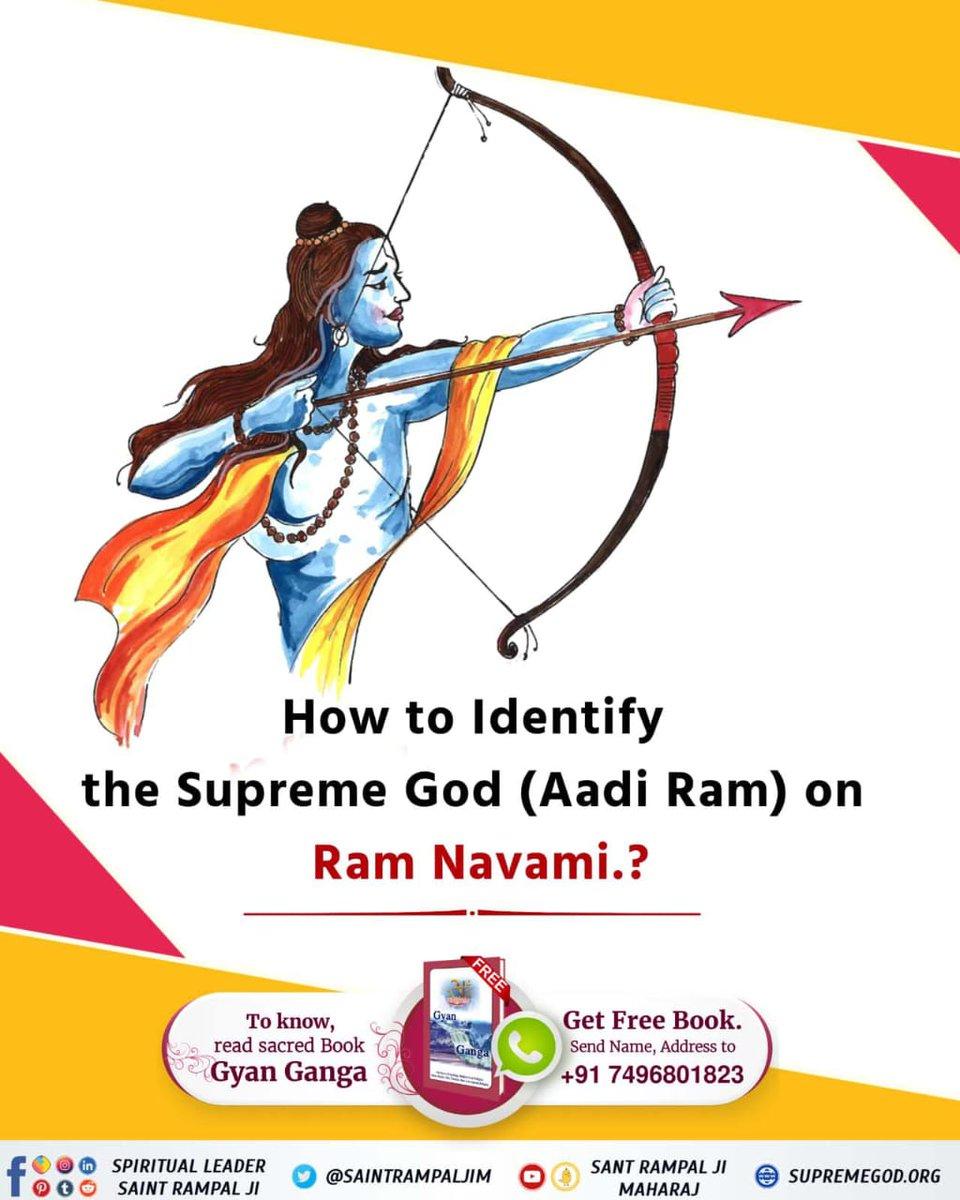 How to Identify
the Supreme God (Aadi Ram) on
Ram Navami.?
To know,
read sacred Book
Gyan Ganga
FREE
Gyan
Ganga
Get Free Book.
Send Name, Address to
+91 7496801823
SPIRITUAL LEADER
SAINT RAMPAL JI
@SAINTRAMPALJIM
SANT RAMPAL JI
MAHARAJ
SUPREMEGOD.ORG